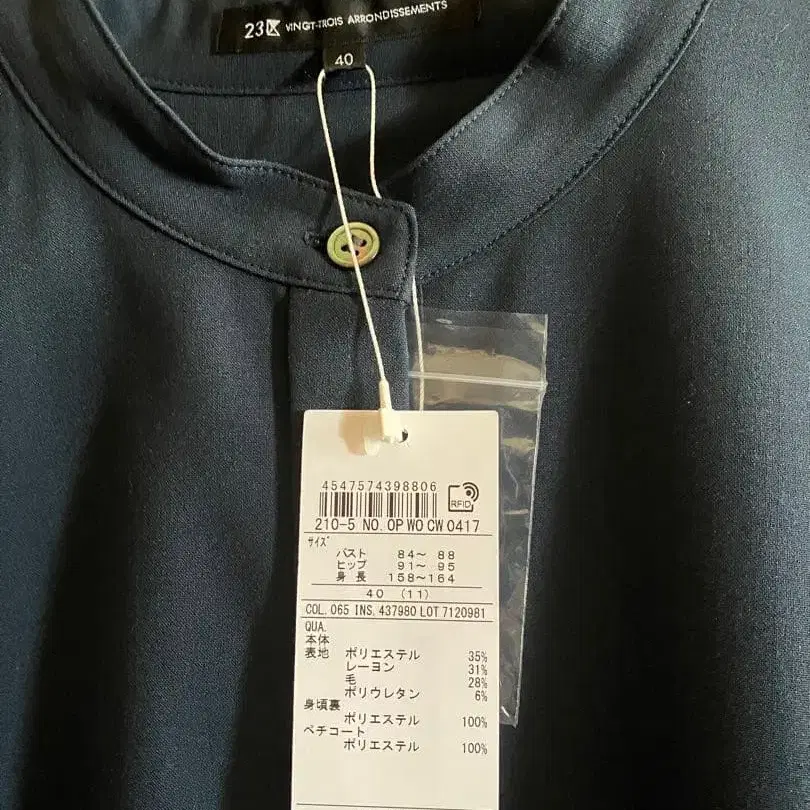 23区 VINGT-TROIS ARRONDISSEMENTS
40
4547574398806
RFID
210-5 NO. OP WO CW 0417
サイズ
バスト 84～ 88
ヒップ 91～ 95
身 長 158～164
40 (11)
COL. 065 INS. 437980 LOT 7120981
QUA.
本体
表地 ポリエステル 35%
レーヨン 31%
毛 28%
ポリウレタン 6%
身頃裏
ポリエステル 100%
ペチコート
ポリエステル 100%